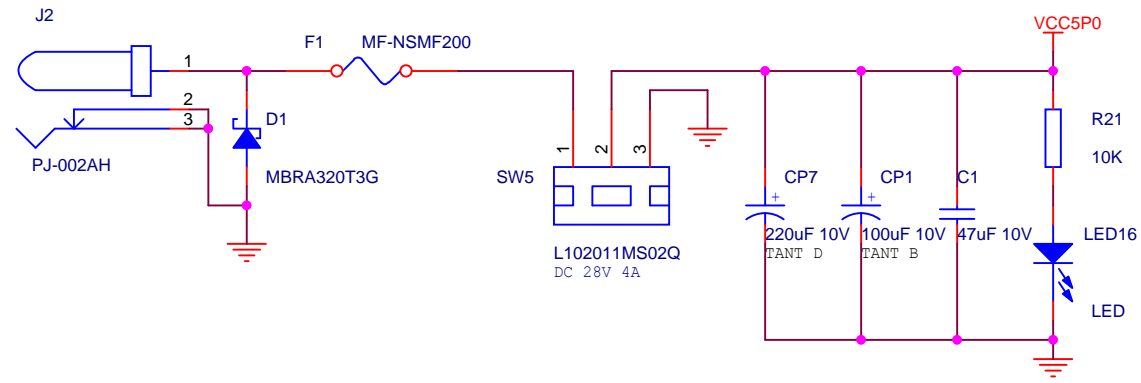 J2
VCC5P0
F1 MF-NSMF200
1
2
3
D1
R21
10K
PJ-002AH
MBRA320T3G
SW5
1
2
3
CP7
CP1
C1
+
+
220uF 10V
100uF 10V
47uF 10V
LED16
TANT D
TANT B
L102011MS02Q
DC 28V 4A
LED